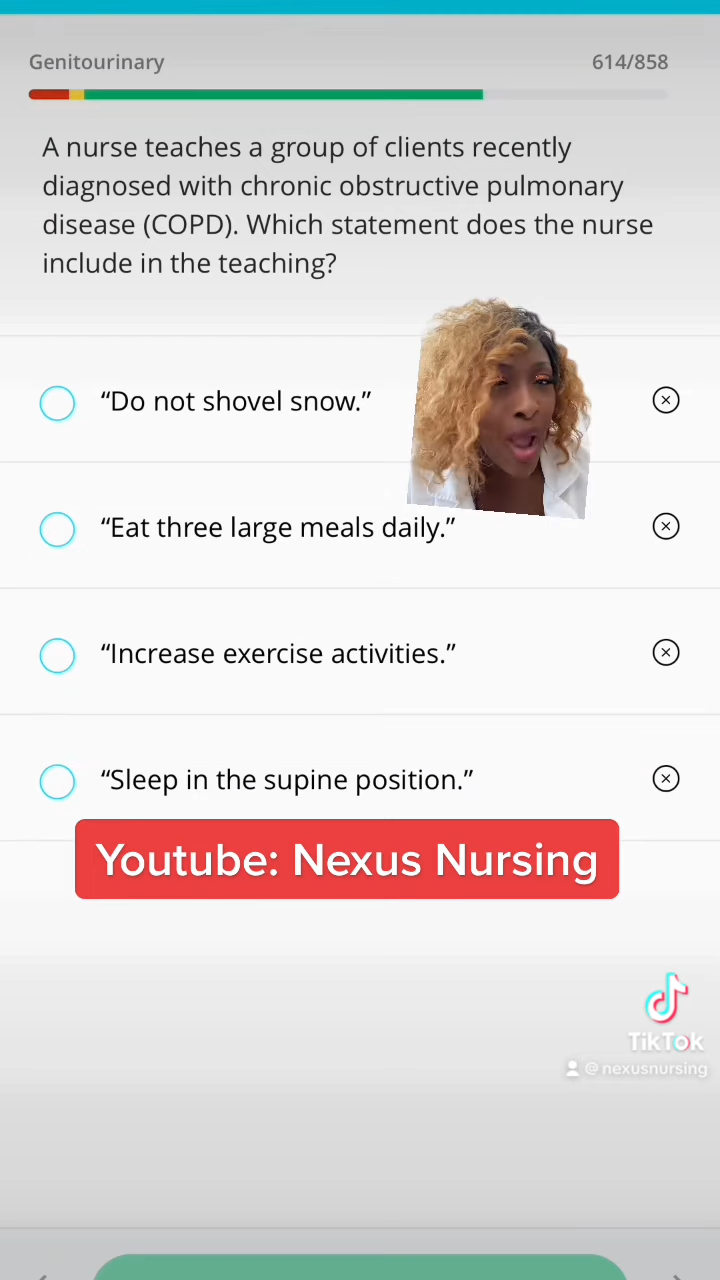 Genitourinary
614/858
A nurse teaches a group of clients recently
diagnosed with chronic obstructive pulmonary
disease (COPD). Which statement does the nurse
include in the teaching?
“Do not shovel snow.”
“Eat three large meals daily.”
“Increase exercise activities.”
“Sleep in the supine position.”
Youtube: Nexus Nursing
TikTok
@nexusnursing